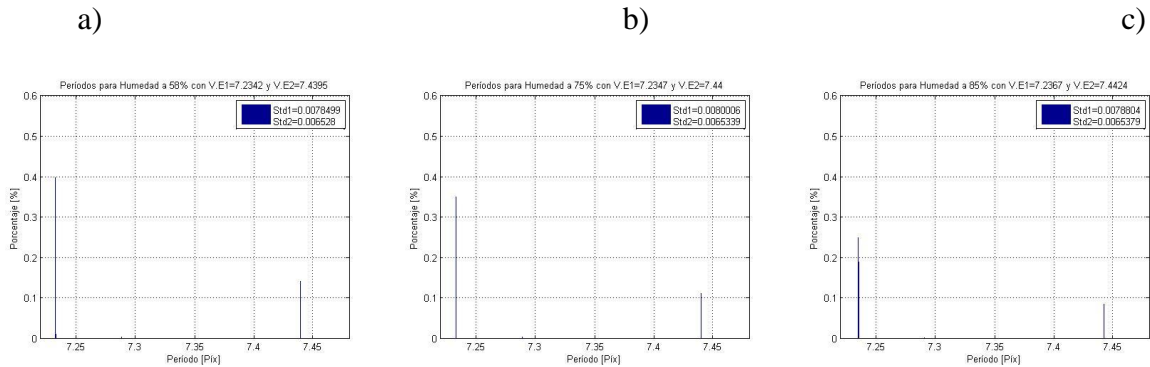 a)
b)
c)
Períodos para Humedad a 58% con V.E1=7.2342 y V.E2=7.4395
Std1=0.0078499
Std2=0.006528
0.6
0.5
0.4
0.3
0.2
0.1
0
Porcentaje [%]
7.25
7.3
7.35
7.4
7.45
Período [Pix]
Períodos para Humedad a 75% con V.E1=7.2347 y V.E2=7.44
Std1=0.0080006
Std2=0.0065339
0.6
0.5
0.4
0.3
0.2
0.1
0
Porcentaje [%]
7.25
7.3
7.35
7.4
7.45
Período [Pix]
Períodos para Humedad a 85% con V.E1=7.2367 y V.E2=7.4424
Std1=0.0078804
Std2=0.0065379
0.6
0.5
0.4
0.3
0.2
0.1
0
Porcentaje [%]
7.25
7.3
7.35
7.4
7.45
Período [Pix]